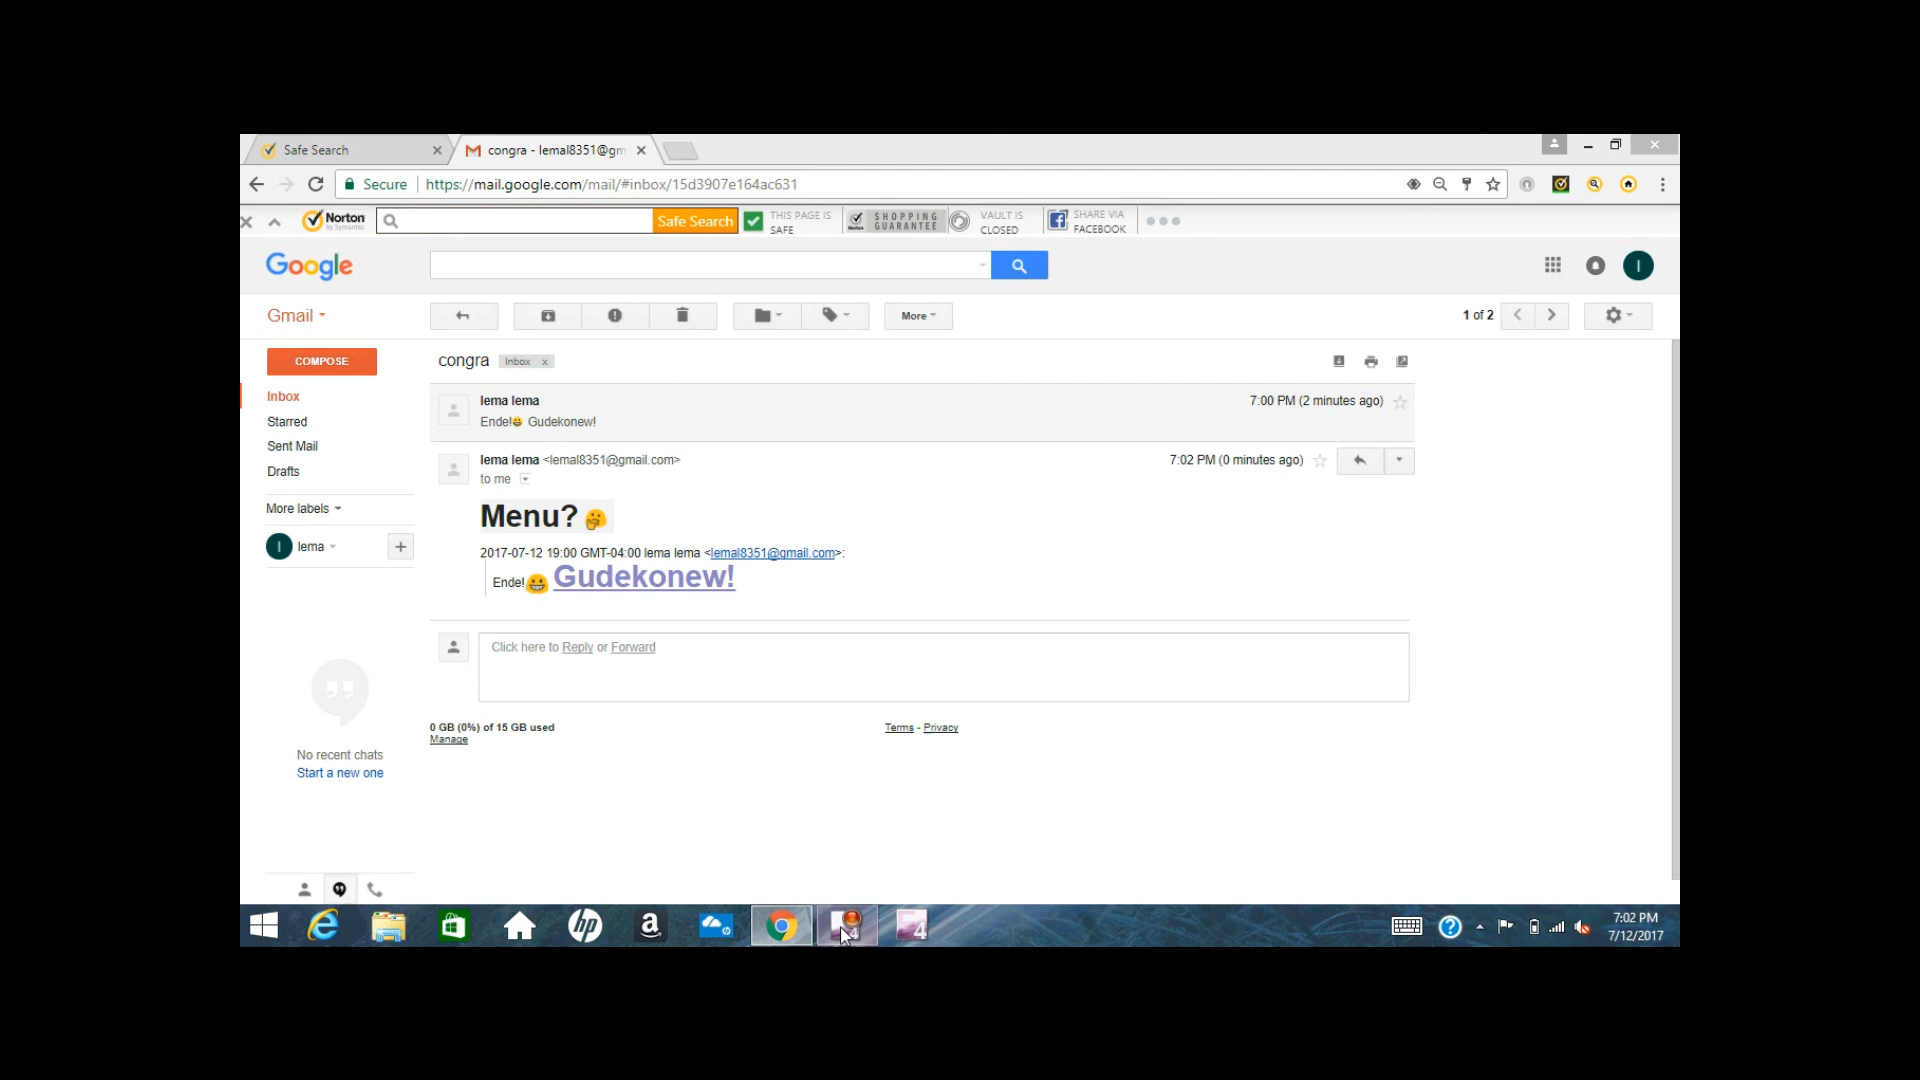 Safe Search
congra - lemal8351@gm
Secure https://mail.google.com/mail/#inbox/15d3907e164ac631
Norton
by Symantec
Safe Search
THIS PAGE IS
SAFE
SHOPPING
GUARANTEE
VAULT IS
CLOSED
SHARE VIA
FACEBOOK
Google
Gmail
More
1 of 2
COMPOSE
congra Inbox x
Inbox
Starred
Sent Mail
Drafts
More labels
lema
lema lema 7:00 PM (2 minutes ago)
Ende!😀 Gudekonew!
lema lema <lemal8351@gmail.com> 7:02 PM (0 minutes ago)
to me
Menu? 🤔
2017-07-12 19:00 GMT-04:00 lema lema <lemal8351@gmail.com>:
Ende!😀 Gudekonew!
Click here to Reply or Forward
0 GB (0%) of 15 GB used
Manage
Terms - Privacy
No recent chats
Start a new one
hp
a
4
4
7:02 PM
7/12/2017